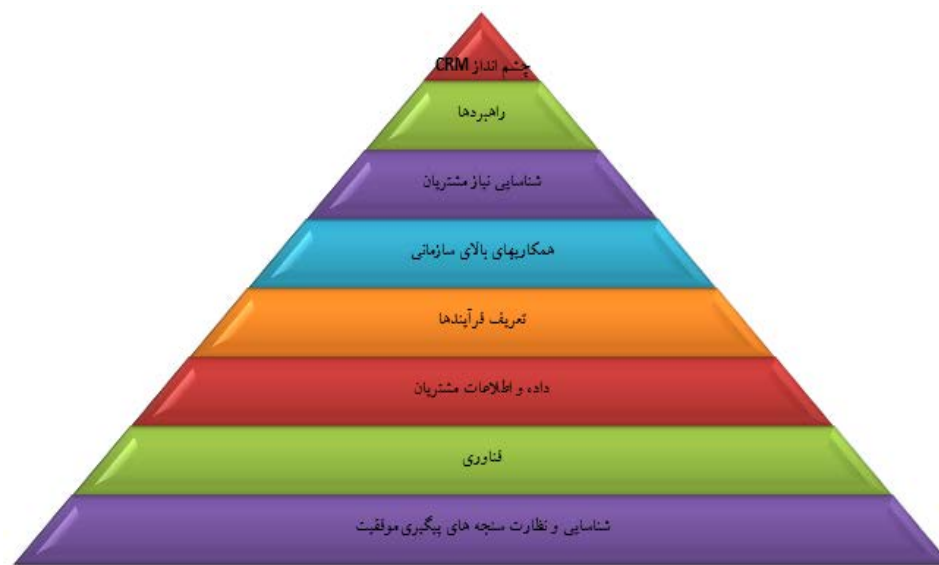 چشم انداز CRM
راهبردها
شناسایی نیاز مشتریان
همکاریهای بالای سازمانی
تعریف فرآیندها
داده و اطلاعات مشتریان
فناوری
شناسایی و نظارت سنجه های پیگیری موفقیت